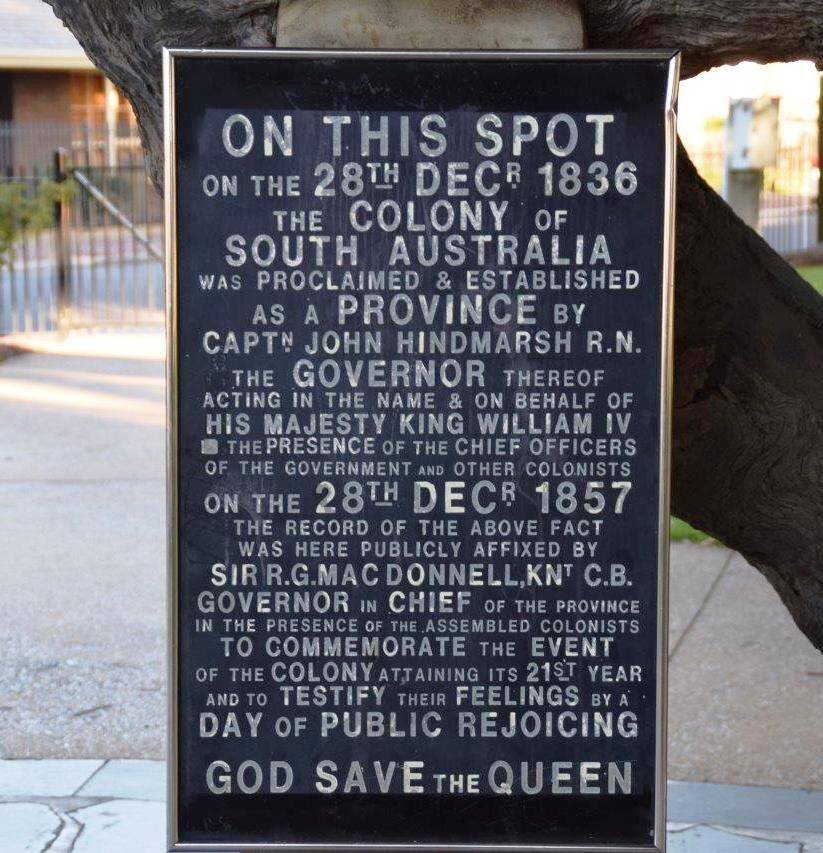 ON THIS SPOT
ON THE 28TH DECR 1836
THE COLONY OF
SOUTH AUSTRALIA
WAS PROCLAIMED & ESTABLISHED
AS A PROVINCE BY
CAPTN JOHN HINDMARSH R.N.
THE GOVERNOR THEREOF
ACTING IN THE NAME & ON BEHALF OF
HIS MAJESTY KING WILLIAM IV
THE PRESENCE OF THE CHIEF OFFICERS
OF THE GOVERNMENT AND OTHER COLONISTS
ON THE 28TH DECR 1857
THE RECORD OF THE ABOVE FACT
WAS HERE PUBLICLY AFFIXED BY
SIR R.G.MAC DONNELL,KNT C.B.
GOVERNOR IN CHIEF OF THE PROVINCE
IN THE PRESENCE OF THE ASSEMBLED COLONISTS
TO COMMEMORATE THE EVENT
OF THE COLONY ATTAINING ITS 21ST YEAR
AND TO TESTIFY THEIR FEELINGS BY A
DAY OF PUBLIC REJOICING
GOD SAVE THE QUEEN